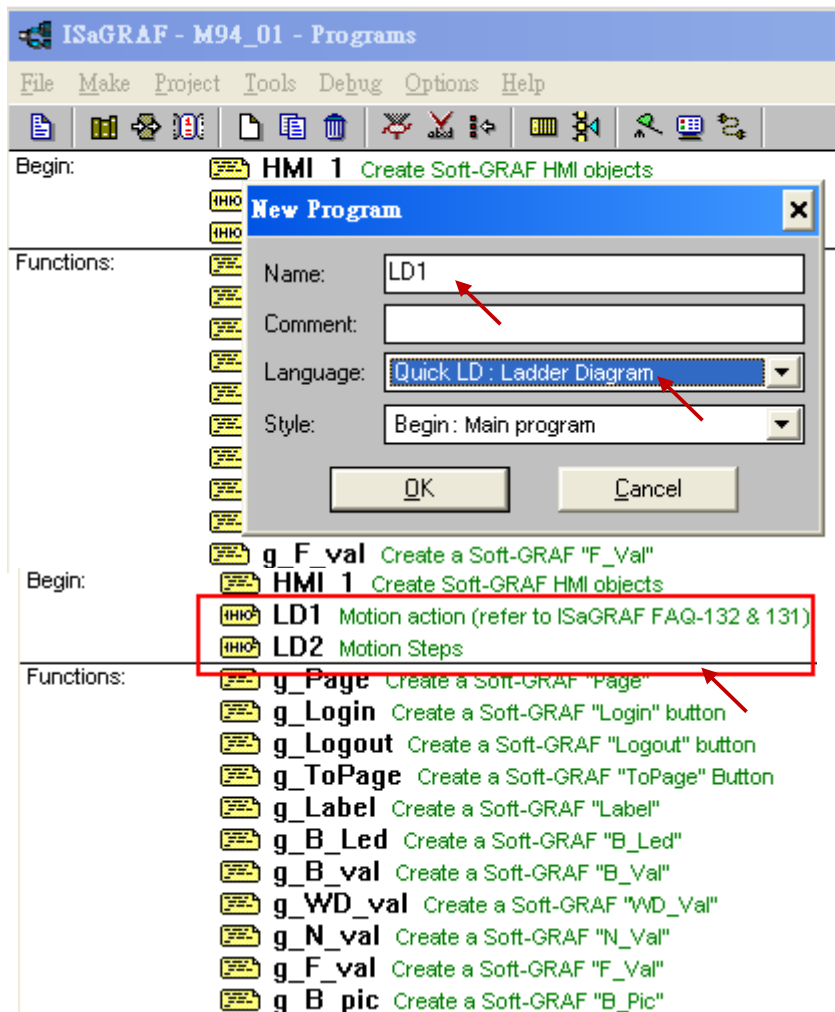 ISaGRAF - M94_01 - Programs
File Make Project Tools Debug Options Help
Begin: HMI_1 Create Soft-GRAF HMI objects
New Program
Functions:
Name: LD1
Comment:
Language: Quick LD : Ladder Diagram
Style: Begin : Main program
OK Cancel
g_F_val Create a Soft-GRAF "F_Val"
Begin: HMI_1 Create Soft-GRAF HMI objects
LD1 Motion action (refer to ISaGRAF FAQ-132 & 131)
LD2 Motion Steps
Functions: g_Page Create a Soft-GRAF "Page"
g_Login Create a Soft-GRAF "Login" button
g_Logout Create a Soft-GRAF "Logout" button
g_ToPage Create a Soft-GRAF "ToPage" Button
g_Label Create a Soft-GRAF "Label"
g_B_Led Create a Soft-GRAF "B_Led"
g_B_val Create a Soft-GRAF "B_Val"
g_WD_val Create a Soft-GRAF "WD_Val"
g_N_val Create a Soft-GRAF "N_Val"
g_F_val Create a Soft-GRAF "F_Val"
g_B_pic Create a Soft-GRAF "B_Pic"